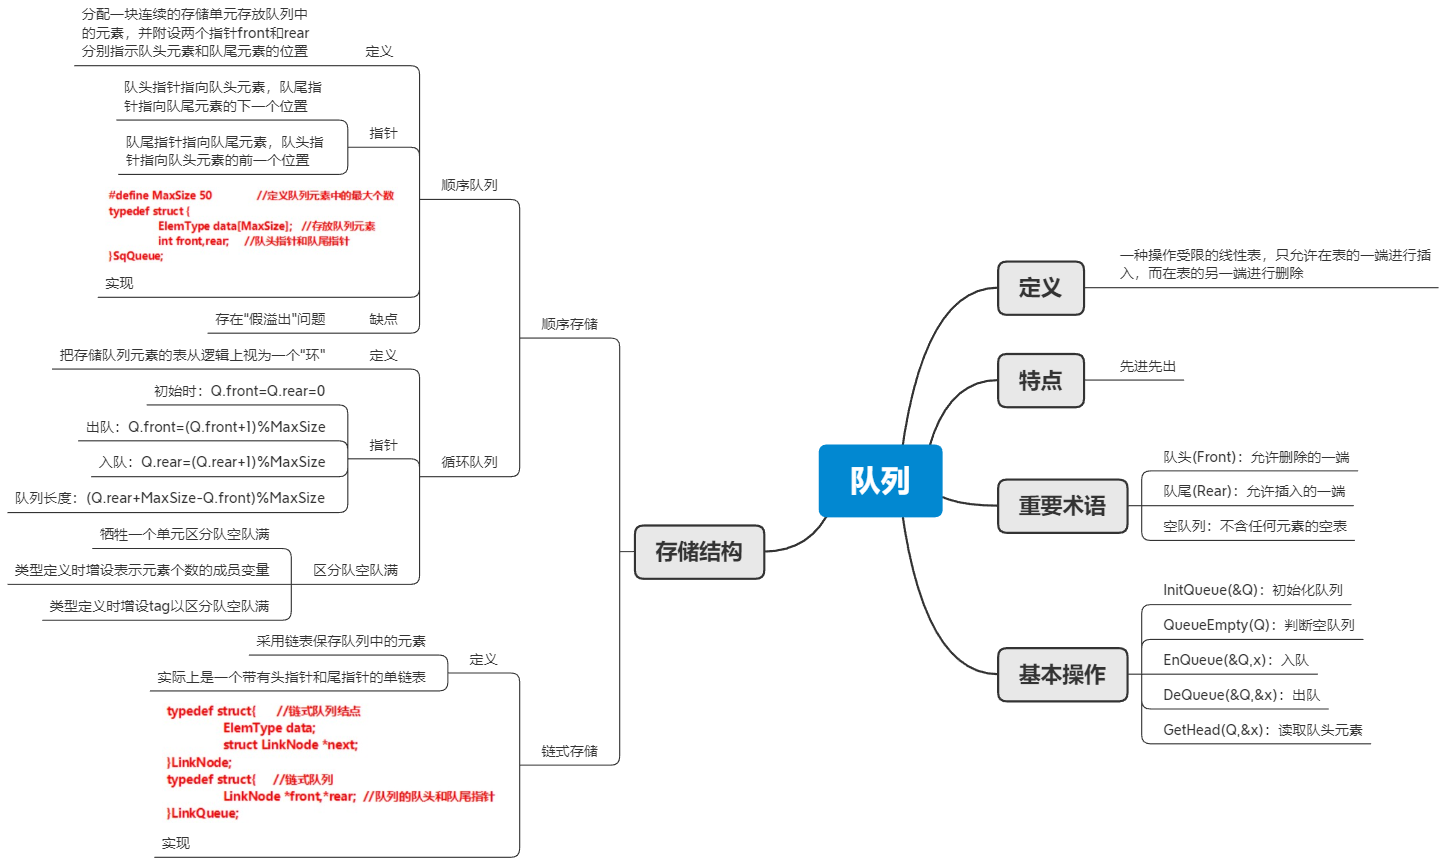 队列
定义
一种操作受限的线性表，只允许在表的一端进行插
入，而在表的另一端进行删除
特点
先进先出
重要术语
队头(Front)：允许删除的一端
队尾(Rear)：允许插入的一端
空队列：不含任何元素的空表
基本操作
InitQueue(&Q)：初始化队列
QueueEmpty(Q)：判断空队列
EnQueue(&Q,x)：入队
DeQueue(&Q,&x)：出队
GetHead(Q,&x)：读取队头元素
存储结构
顺序存储
顺序队列
定义
分配一块连续的存储单元存放队列中
的元素，并附设两个指针front和rear
分别指示队头元素和队尾元素的位置
指针
队头指针指向队头元素，队尾指
针指向队尾元素的下一个位置
队尾指针指向队尾元素，队头指
针指向队头元素的前一个位置
#define MaxSize 50 //定义队列元素中的最大个数
typedef struct {
ElemType data[MaxSize]; //存放队列元素
int front,rear; //队头指针和队尾指针
}SqQueue;
实现
缺点
存在"假溢出"问题
循环队列
定义
把存储队列元素的表从逻辑上视为一个"环"
指针
初始时：Q.front=Q.rear=0
出队：Q.front=(Q.front+1)%MaxSize
入队：Q.rear=(Q.rear+1)%MaxSize
队列长度：(Q.rear+MaxSize-Q.front)%MaxSize
区分队空队满
牺牲一个单元区分队空队满
类型定义时增设表示元素个数的成员变量
类型定义时增设tag以区分队空队满
链式存储
定义
采用链表保存队列中的元素
实际上是一个带有头指针和尾指针的单链表
typedef struct{ //链式队列结点
ElemType data;
struct LinkNode *next;
}LinkNode;
typedef struct{ //链式队列
LinkNode *front,*rear; //队列的队头和队尾指针
}LinkQueue;
实现